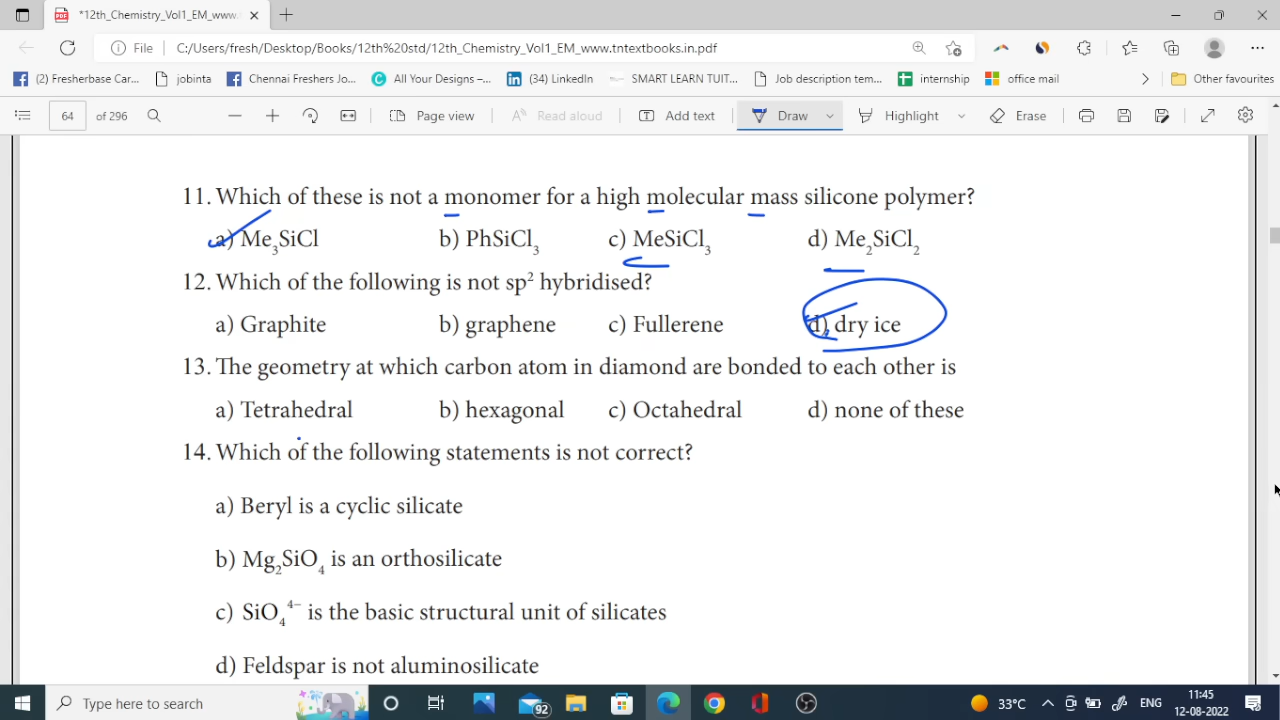 *12th_Chemistry_Vol1_EM_www.
File C:/Users/fresh/Desktop/Books/12th%20std/12th_Chemistry_Vol1_EM_www.tntextbooks.in.pdf
(2) Fresherbase Car... jobinta Chennai Freshers Jo... All Your Designs –... (34) LinkedIn SMART LEARN TUIT... Job description tem... internship office mail Other favourites
64 of 296 Page view Read aloud Add text Draw Highlight Erase
11. Which of these is not a monomer for a high molecular mass silicone polymer?
a) Me₃SiCl b) PhSiCl₃ c) MeSiCl₃ d) Me₂SiCl₂
12. Which of the following is not sp² hybridised?
a) Graphite b) graphene c) Fullerene d) dry ice
13. The geometry at which carbon atom in diamond are bonded to each other is
a) Tetrahedral b) hexagonal c) Octahedral d) none of these
14. Which of the following statements is not correct?
a) Beryl is a cyclic silicate
b) Mg₂SiO₄ is an orthosilicate
c) SiO₄⁴⁻ is the basic structural unit of silicates
d) Feldspar is not aluminosilicate
Type here to search 92 33°C ENG 11:45
12-08-2022